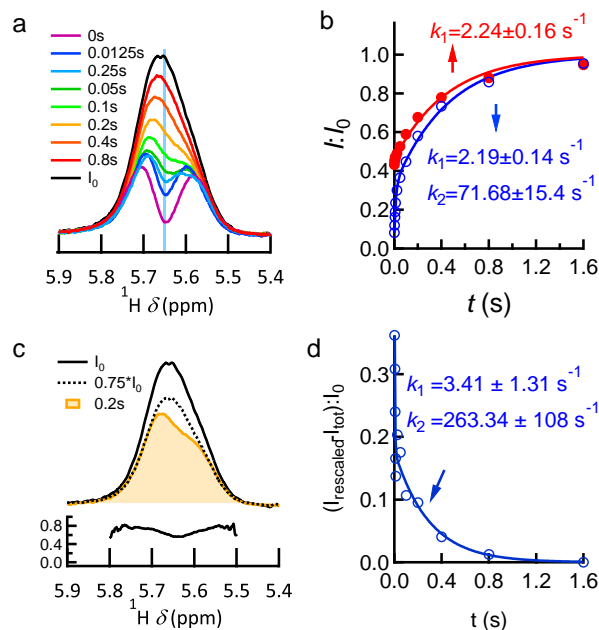 a
0s
0.0125s
0.25s
0.05s
0.1s
0.2s
0.4s
0.8s
I₀
5.9 5.8 5.7 5.6 5.5 5.4
¹H δ (ppm)
b
k₁=2.24±0.16 s⁻¹
k₁=2.19±0.14 s⁻¹
k₂=71.68±15.4 s⁻¹
I:I₀
1.0
0.8
0.6
0.4
0.2
0.0
0.0 0.4 0.8 1.2 1.6
t (s)
c
I₀
0.75*I₀
0.2s
0.8
0.4
0.0
5.9 5.8 5.7 5.6 5.5 5.4
¹H δ (ppm)
d
k₁ = 3.41 ± 1.31 s⁻¹
k₂ = 263.34 ± 108 s⁻¹
(I_rescaled-I_tot):I₀
0.3
0.2
0.1
0.0
0.0 0.4 0.8 1.2 1.6
t (s)